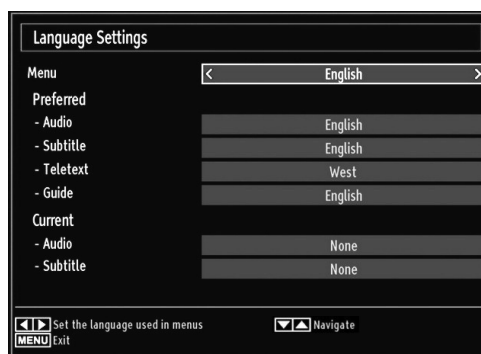 Language Settings
Menu < English >
Preferred
- Audio English
- Subtitle English
- Teletext West
- Guide English
Current
- Audio None
- Subtitle None
Set the language used in menus Navigate
MENU Exit